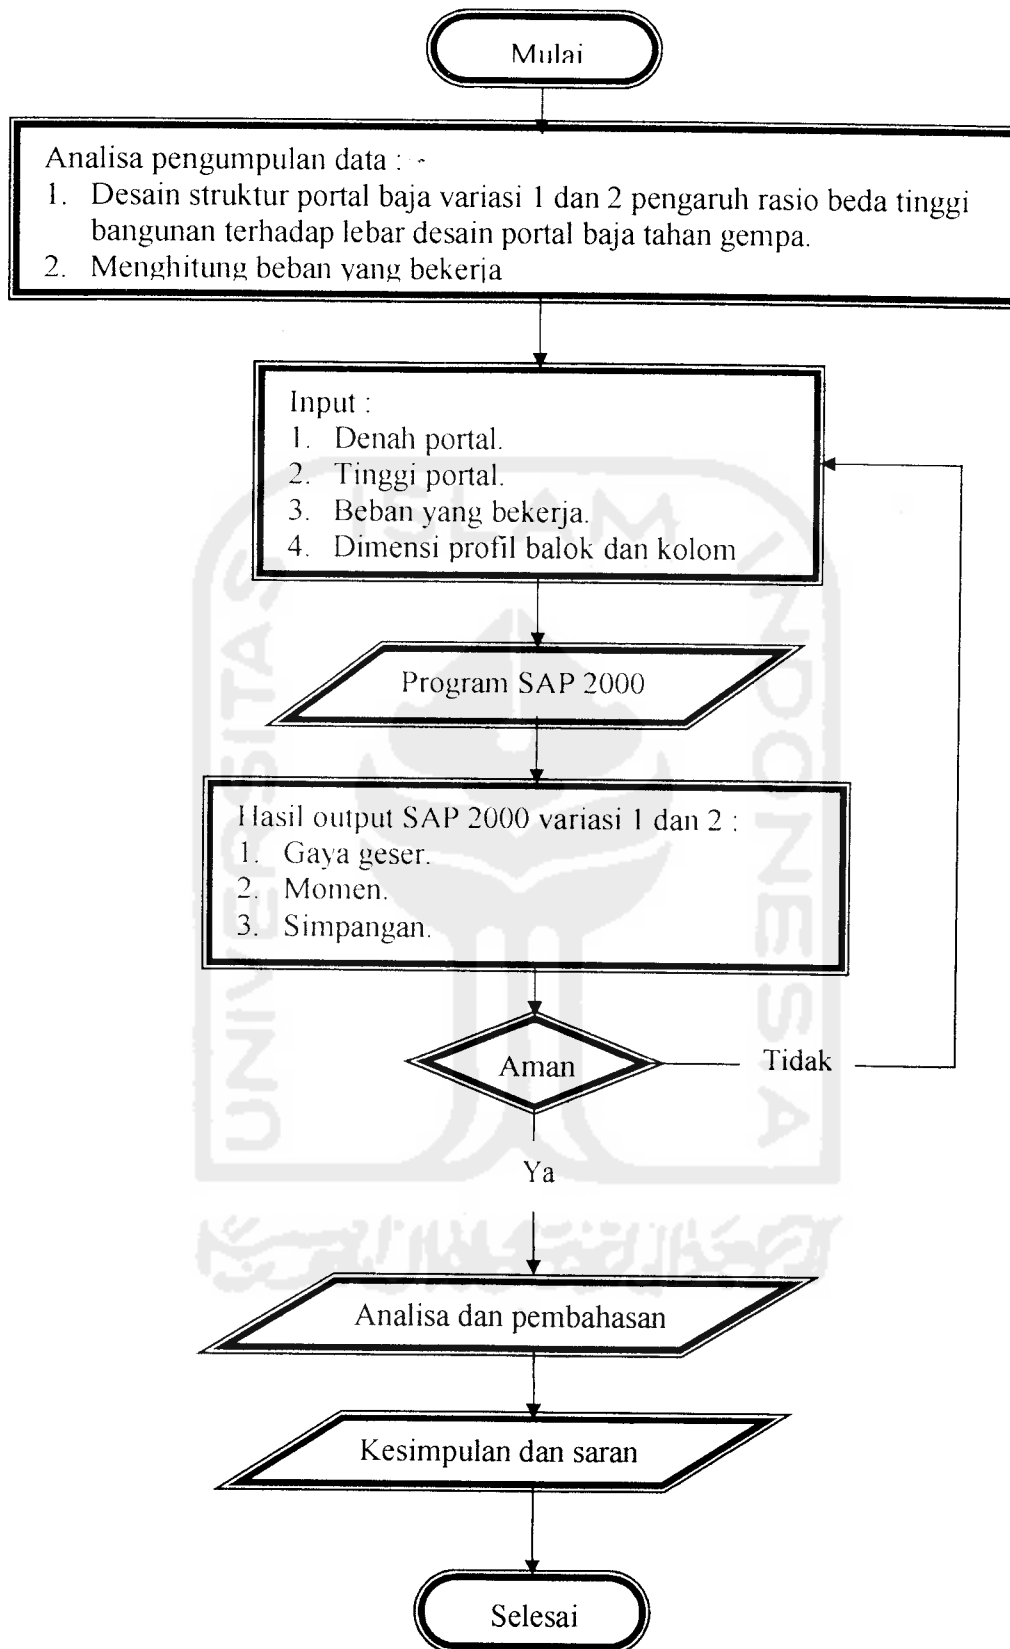 Mulai
Analisa pengumpulan data :
1. Desain struktur portal baja variasi 1 dan 2 pengaruh rasio beda tinggi
bangunan terhadap lebar desain portal baja tahan gempa.
2. Menghitung beban yang bekerja
Input :
1. Denah portal.
2. Tinggi portal.
3. Beban yang bekerja.
4. Dimensi profil balok dan kolom
Program SAP 2000
Hasil output SAP 2000 variasi 1 dan 2 :
1. Gaya geser.
2. Momen.
3. Simpangan.
Aman
Tidak
Ya
Analisa dan pembahasan
Kesimpulan dan saran
Selesai
UNIVERSITAS
ISLAM
INDONESIA